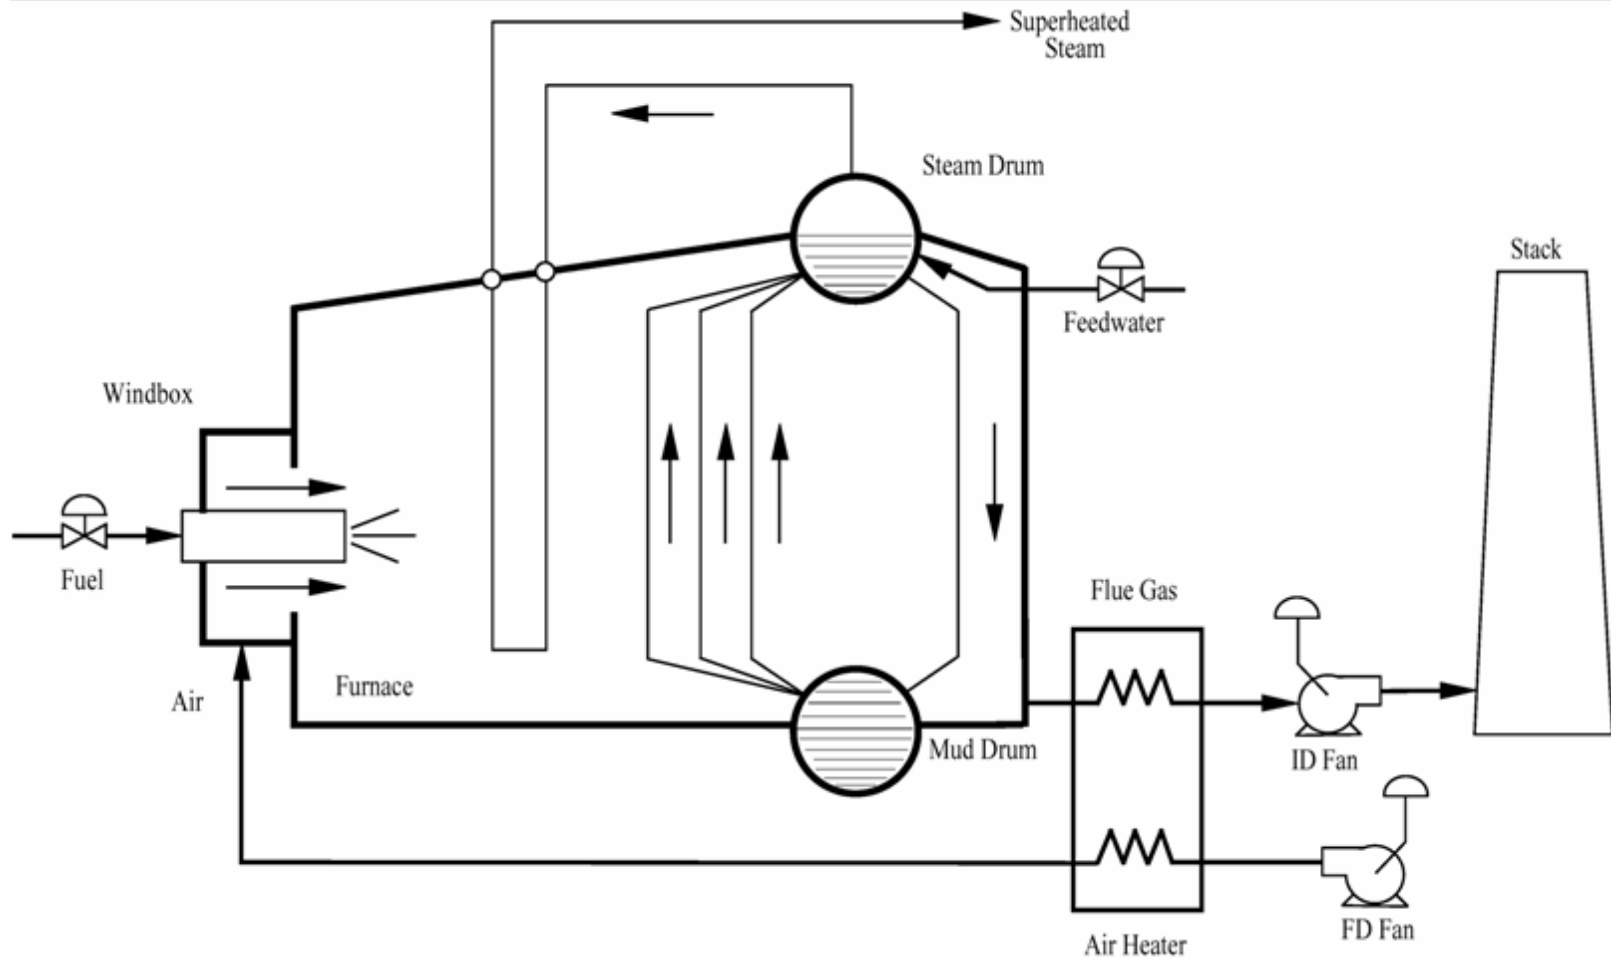 Superheated
Steam
Steam Drum
Stack
Feedwater
Windbox
Fuel
Flue Gas
Air
Furnace
Mud Drum
ID Fan
Air Heater
FD Fan